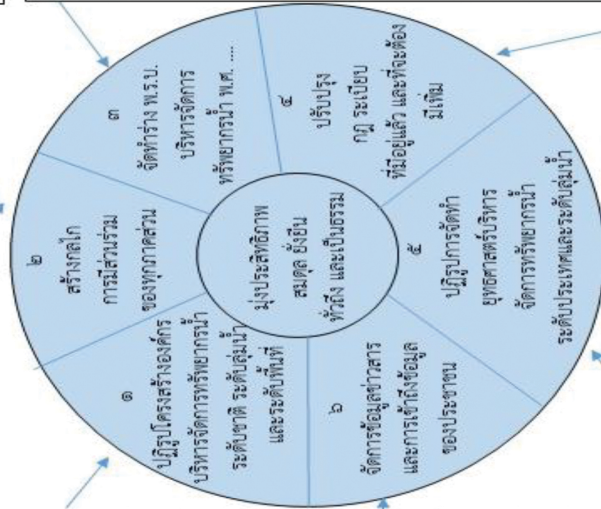 ๑
ปฏิรูปโครงสร้างองค์กร
บริหารจัดการทรัพยากรน้ำ
ระดับชาติ ระดับลุ่มน้ำ
และระดับพื้นที่
๒
สร้างกลไก
การมีส่วนร่วม
ของทุกภาคส่วน
๓
จัดทำร่าง พ.ร.บ.
บริหารจัดการ
ทรัพยากรน้ำ พ.ศ. ....
๔
ปรับปรุง
กฎ ระเบียบ
ที่มีอยู่แล้ว และที่จะต้อง
มีเพิ่ม
๕
ปฏิรูปการจัดทำ
ยุทธศาสตร์บริหาร
จัดการทรัพยากรน้ำ
ระดับประเทศและระดับลุ่มน้ำ
๖
จัดการข้อมูลข่าวสาร
และการเข้าถึงข้อมูล
ของประชาชน
มุ่งประสิทธิภาพ
สมดุล ยั่งยืน
ทั่วถึง และเป็นธรรม